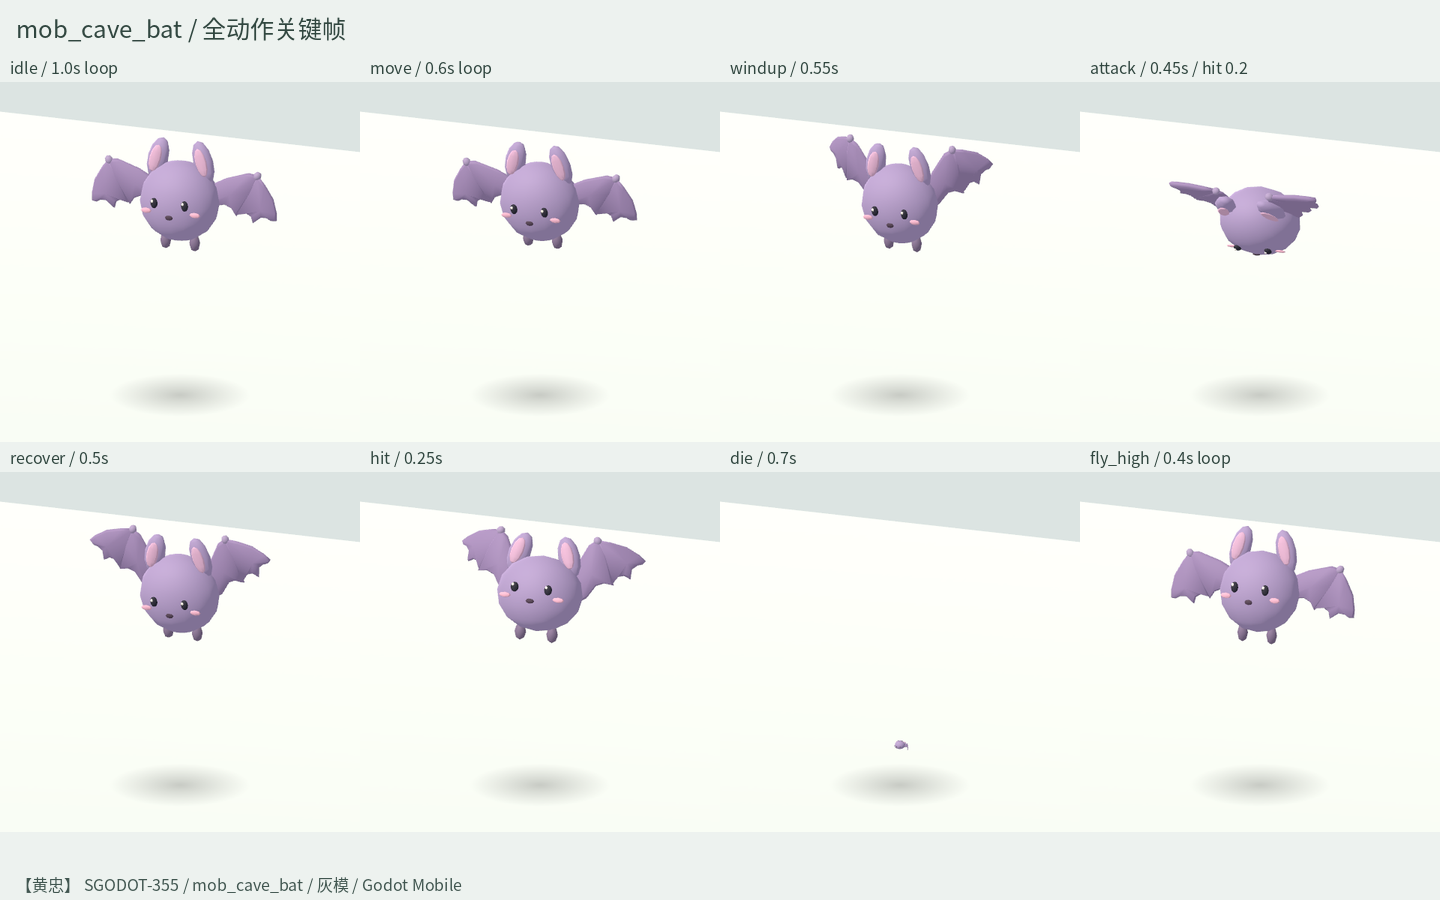 mob_cave_bat / 全动作关键帧
idle / 1.0s loop
move / 0.6s loop
windup / 0.55s
attack / 0.45s / hit 0.2
recover / 0.5s
hit / 0.25s
die / 0.7s
fly_high / 0.4s loop
【黄忠】 SGODOT-355 / mob_cave_bat / 灰模 / Godot Mobile